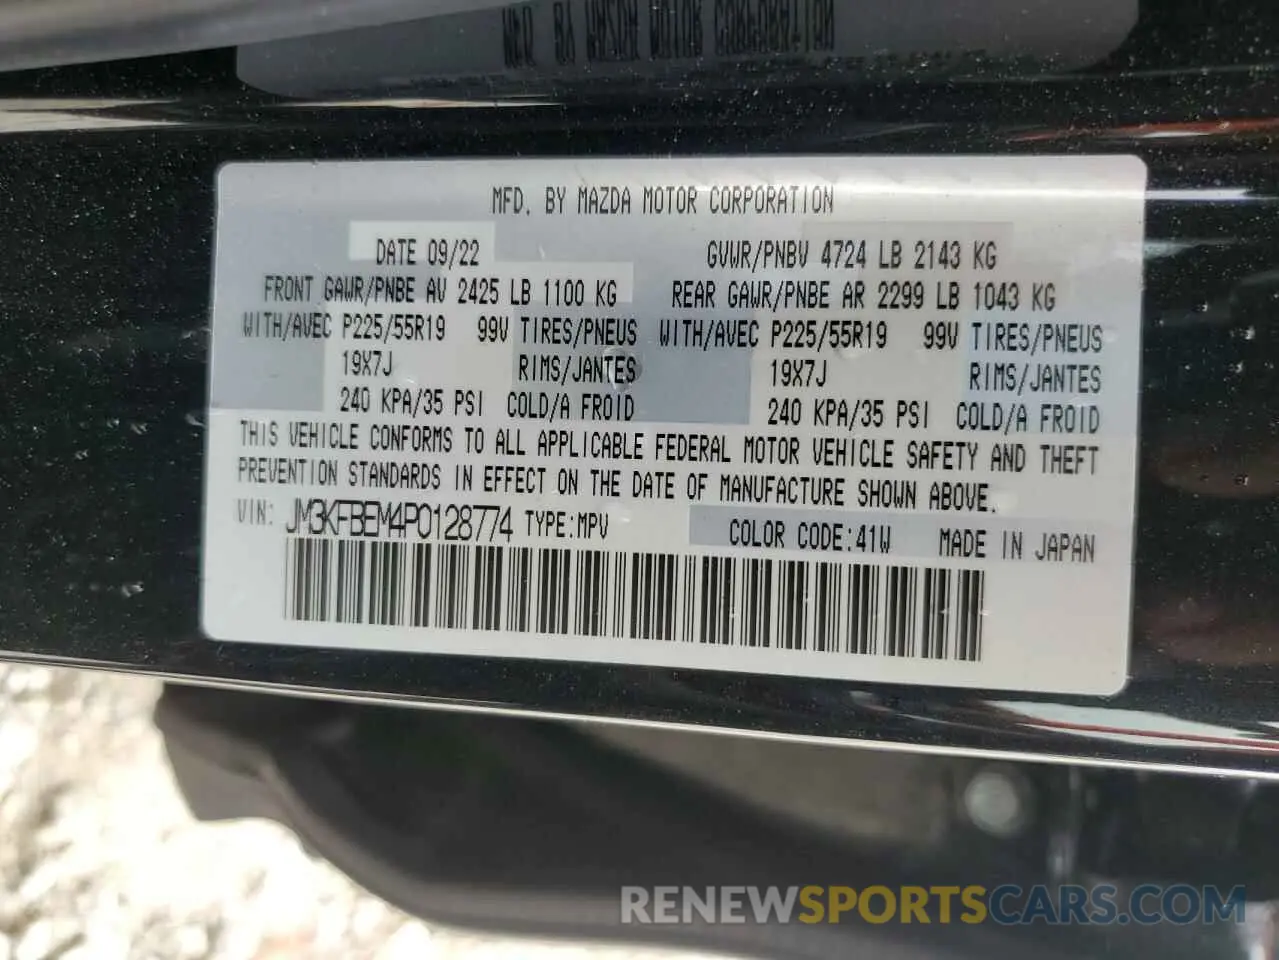 MFD. BY MAZDA MOTOR CORPORATION
DATE 09/22 GVWR/PNBV 4724 LB 2143 KG
FRONT GAWR/PNBE AV 2425 LB 1100 KG REAR GAWR/PNBE AR 2299 LB 1043 KG
WITH/AVEC P225/55R19 99V TIRES/PNEUS WITH/AVEC P225/55R19 99V TIRES/PNEUS
19X7J RIMS/JANTES 19X7J RIMS/JANTES
240 KPA/35 PSI COLD/A FROID 240 KPA/35 PSI COLD/A FROID
THIS VEHICLE CONFORMS TO ALL APPLICABLE FEDERAL MOTOR VEHICLE SAFETY AND THEFT
PREVENTION STANDARDS IN EFFECT ON THE DATE OF MANUFACTURE SHOWN ABOVE.
VIN: JM3KFBEM4P0128774 TYPE:MPV COLOR CODE:41W MADE IN JAPAN
RENEWSPORTSCARS.COM